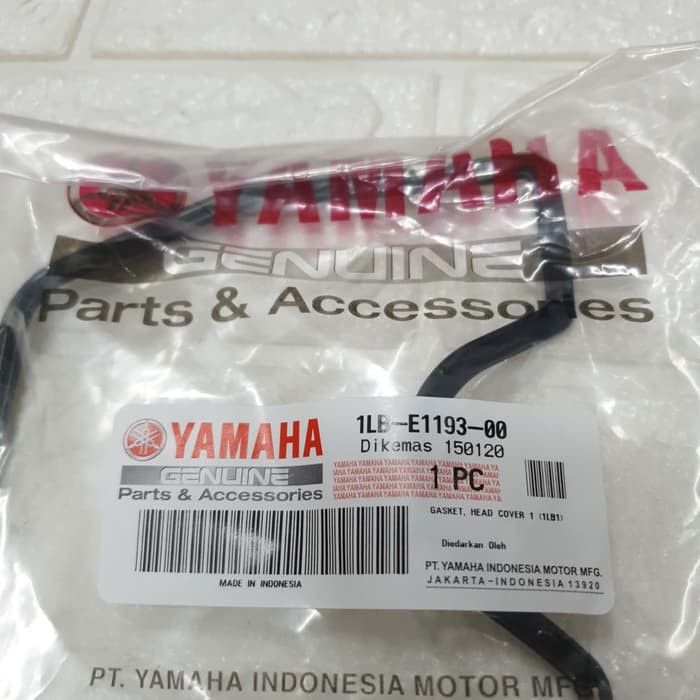 YAMAHA
GENUINE
Parts & Accessories
YAMAHA
GENUINE
Parts & Accessories
1LB-E1193-00
Dikemas 150120
1 PC
GASKET, HEAD COVER 1 (1LB1)
Diedarkan Oleh
PT. YAMAHA INDONESIA MOTOR MFG.
JAKARTA-INDONESIA 13920
MADE IN INDONESIA
PT. YAMAHA INDONESIA MOTOR MFG